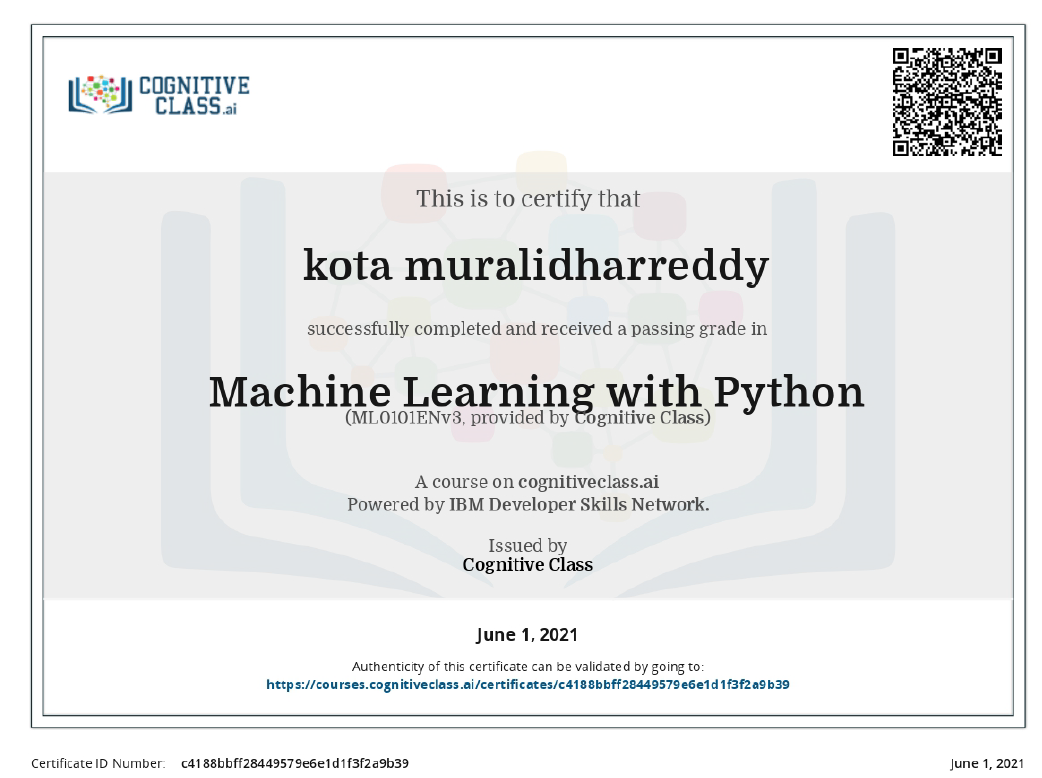 COGNITIVE
CLASS.ai
This is to certify that
kota muralidharreddy
successfully completed and received a passing grade in
Machine Learning with Python
(ML0101ENv3, provided by Cognitive Class)
A course on cognitiveclass.ai
Powered by IBM Developer Skills Network.
Issued by
Cognitive Class
June 1, 2021
Authenticity of this certificate can be validated by going to:
https://courses.cognitiveclass.ai/certificates/c4188bbff28449579e6e1d1f3f2a9b39
Certificate ID Number: c4188bbff28449579e6e1d1f3f2a9b39 June 1, 2021